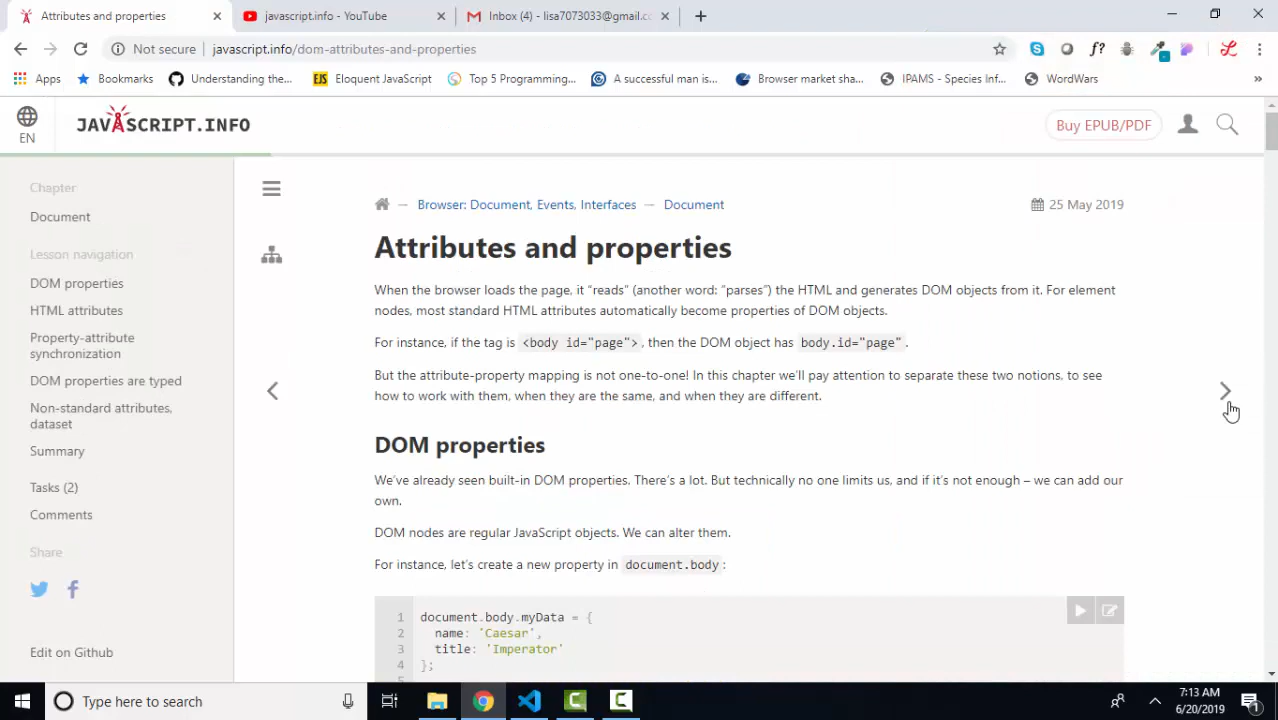 Attributes and properties
javascript.info - YouTube
Inbox (4) - lisa7073033@gmail.cc
Not secure | javascript.info/dom-attributes-and-properties
f?
Apps
Bookmarks
Understanding the...
EJS Eloquent JavaScript
Top 5 Programming...
A successful man is...
Browser market sha...
IPAMS - Species Inf...
WordWars
»
EN
JAVASCRIPT.INFO
Buy EPUB/PDF
Chapter
Document
Lesson navigation
DOM properties
HTML attributes
Property-attribute
synchronization
DOM properties are typed
Non-standard attributes,
dataset
Summary
Tasks (2)
Comments
Share
Edit on Github
— Browser: Document, Events, Interfaces — Document
25 May 2019
Attributes and properties
When the browser loads the page, it “reads” (another word: “parses”) the HTML and generates DOM objects from it. For element
nodes, most standard HTML attributes automatically become properties of DOM objects.
For instance, if the tag is <body id="page">, then the DOM object has body.id="page".
But the attribute-property mapping is not one-to-one! In this chapter we’ll pay attention to separate these two notions, to see
how to work with them, when they are the same, and when they are different.
DOM properties
We’ve already seen built-in DOM properties. There’s a lot. But technically no one limits us, and if it’s not enough – we can add our
own.
DOM nodes are regular JavaScript objects. We can alter them.
For instance, let’s create a new property in document.body:
1 document.body.myData = {
2 name: 'Caesar',
3 title: 'Imperator'
4 };
Type here to search
7:13 AM
6/20/2019
1